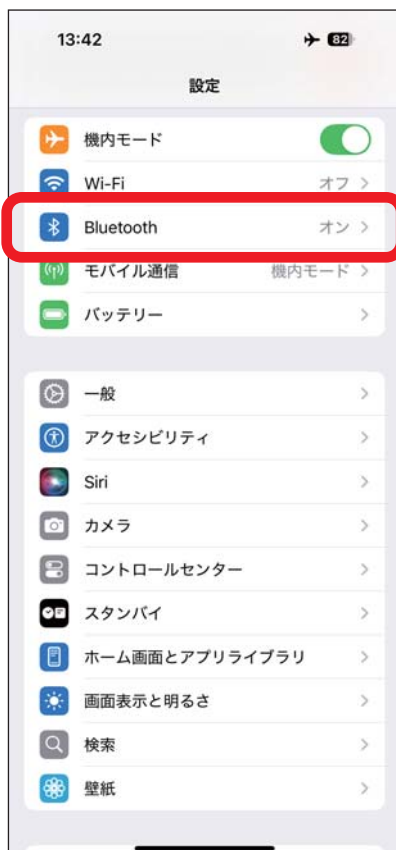 13:42 82
設定
機内モード
Wi-Fi オフ
Bluetooth オン
モバイル通信 機内モード
バッテリー
一般
アクセシビリティ
Siri
カメラ
コントロールセンター
スタンバイ
ホーム画面とアプリライブラリ
画面表示と明るさ
検索
壁紙